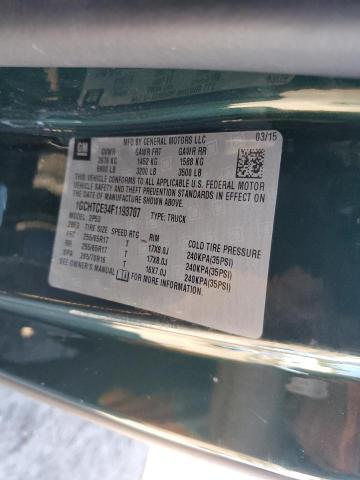 GM
MFD BY GENERAL MOTORS LLC
03/15
GVWR GAWR FRT GAWR RR
2676 KG 1452 KG 1588 KG
5900 LB 3200 LB 3500 LB
THIS VEHICLE CONFORMS TO ALL APPLICABLE U.S. FEDERAL
MOTOR VEHICLE SAFETY STANDARDS IN EFFECT
ON THE DATE OF MANUFACTURE SHOWN ABOVE.
1GCHTCE34F1193707 TYPE: TRUCK
2P53
TIRE SIZE SPEED RTG RIM COLD TIRE PRESSURE
FRT 255/65R17 T 17X8.0J 240KPA(35PSI)
RR 255/65R17 T 17X8.0J 240KPA(35PSI)
SPA 265/70R16 T 16X7.0J 240KPA(35PSI)
SEE OWNER'S MANUAL FOR MORE INFORMATION.